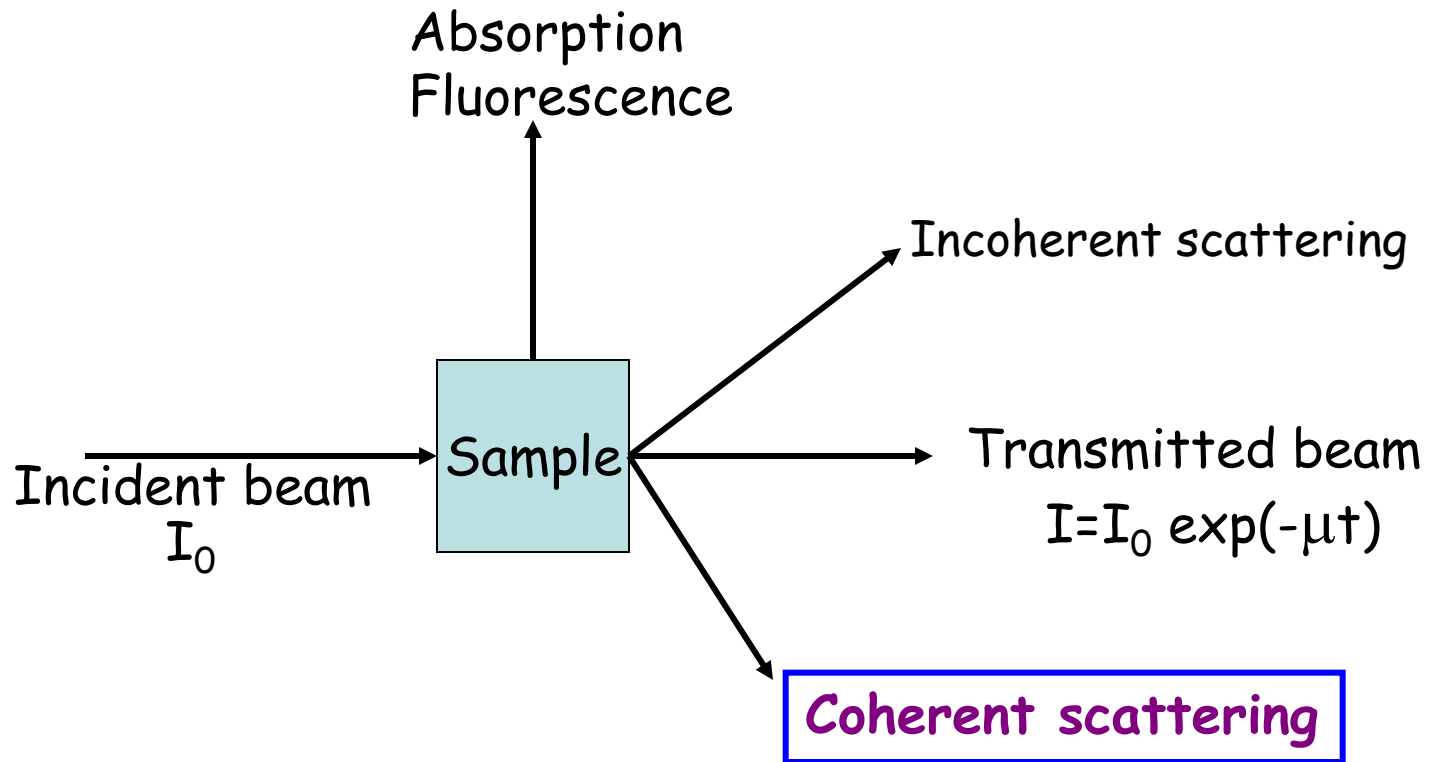 Absorption
Fluorescence
Incoherent scattering
Sample
Incident beam
I₀
Transmitted beam
I=I₀ exp(-μt)
Coherent scattering